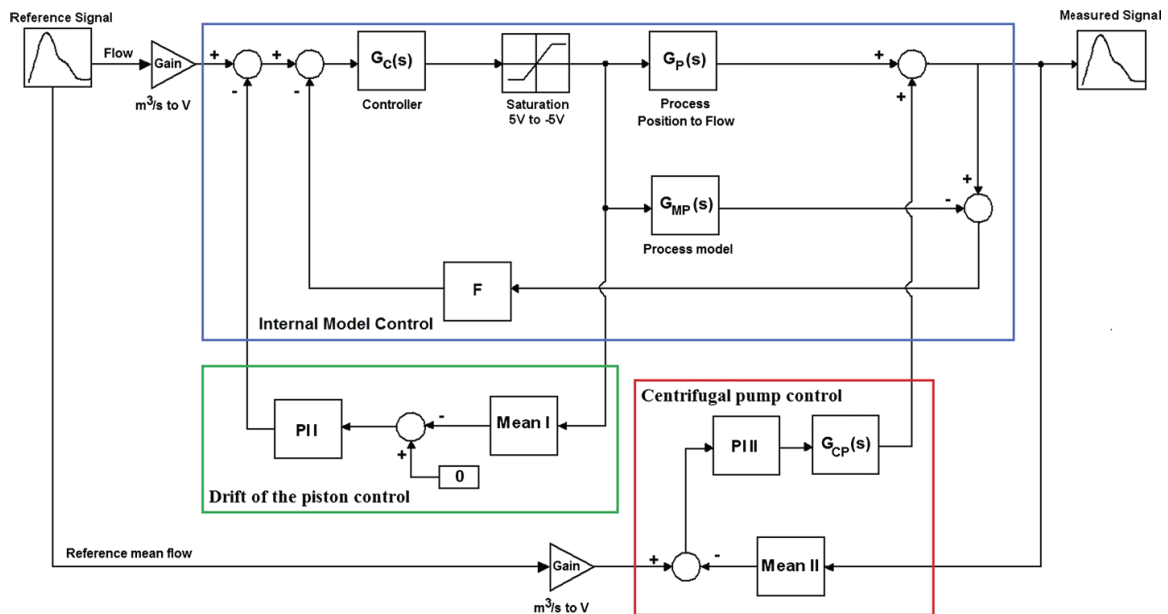 Reference Signal
Flow
Gain
m³/s to V
+
-
+
-
G_C(s)
Controller
Saturation
5V to -5V
G_P(s)
Process
Position to Flow
+
+
Measured Signal
G_MP(s)
Process model
+
-
F
Internal Model Control
PI I
-
+
Mean I
0
Drift of the piston control
Centrifugal pump control
PI II
G_CP(s)
Reference mean flow
Gain
m³/s to V
+
-
Mean II